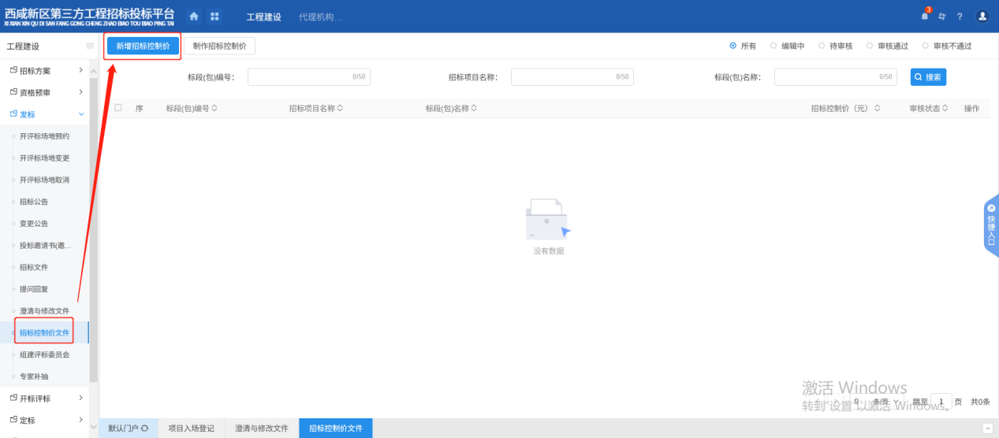 西咸新区第三方工程招标投标平台
XI XIAN XIN QU DI SAN FANG GONG CHENG ZHAO BIAO TOU BIAO PING TAI
工程建设
代理机构...
3
?
工程建设
新增招标控制价
制作招标控制价
所有
编辑中
待审核
审核通过
审核不通过
招标方案
资格预审
发标
开评标场地预约
开评标场地变更
开评标场地取消
招标公告
变更公告
投标邀请书(邀...
招标文件
提问回复
澄清与修改文件
招标控制价文件
组建评标委员会
专家补抽
开标评标
定标
标段(包)编号：
0/50
招标项目名称：
0/50
标段(包)名称：
0/50
搜索
序
标段(包)编号
招标项目名称
标段(包)名称
招标控制价（元）
审核状态
操作
没有数据
快捷入口
激活 Windows
转到"设置"以激活 Windows。
条/页
跳至
1
页
共0条
默认门户
项目入场登记
澄清与修改文件
招标控制价文件